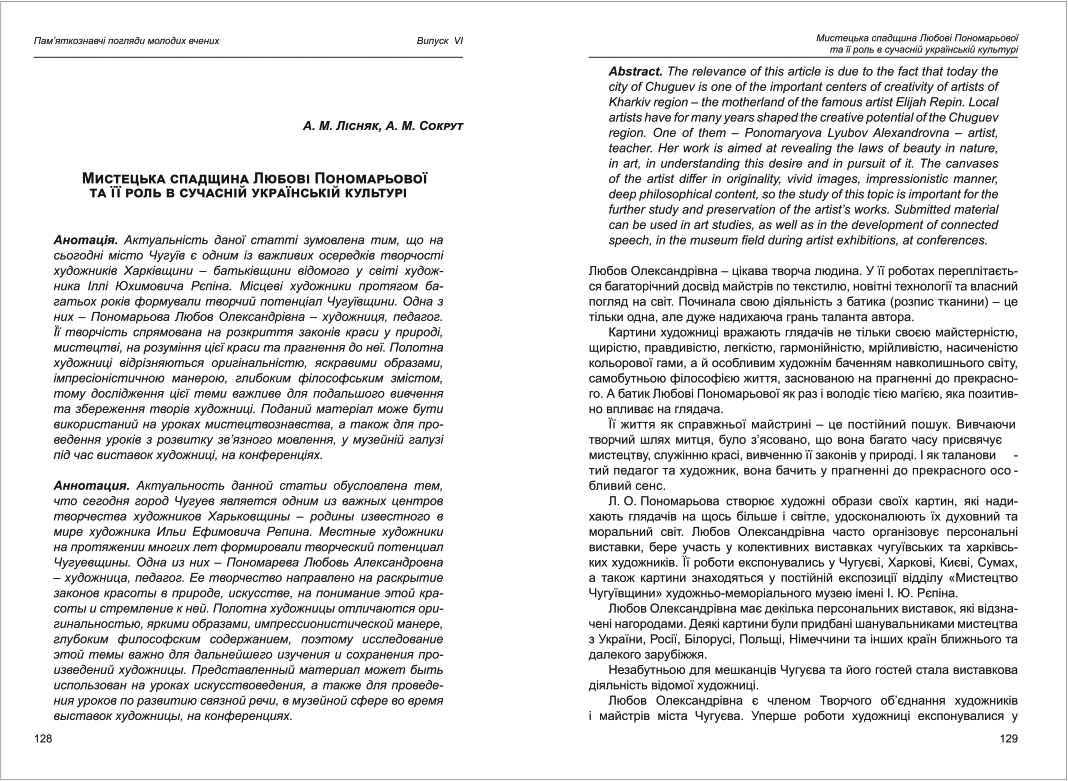 Пам’яткознавчі погляди молодих вчених
Випуск VI
А. М. Лісняк, А. М. Сокрут
Мистецька спадщина Любові Пономарьової
та її роль в сучасній українській культурі
Анотація. Актуальність даної статті зумовлена тим, що на
сьогодні місто Чугуїв є одним із важливих осередків творчості
художників Харківщини – батьківщини відомого у світі худож-
ника Іллі Юхимовича Рєпіна. Місцеві художники протягом ба-
гатьох років формували творчий потенціал Чугуївщини. Одна з
них – Пономарьова Любов Олександрівна – художниця, педагог.
Її творчість спрямована на розкриття законів краси у природі,
мистецтві, на розуміння цієї краси та прагнення до неї. Полотна
художниці відрізняються оригінальністю, яскравими образами,
імпресіоністичною манерою, глибоким філософським змістом,
тому дослідження цієї теми важливе для подальшого вивчення
та збереження творів художниці. Поданий матеріал може бути
використаний на уроках мистецтвознавства, а також для про-
ведення уроків з розвитку зв’язного мовлення, у музейній галузі
під час виставок художниці, на конференціях.
Аннотация. Актуальность данной статьи обусловлена тем,
что сегодня город Чугуев является одним из важных центров
творчества художников Харьковщины – родины известного в
мире художника Ильи Ефимовича Репина. Местные художники
на протяжении многих лет формировали творческий потенциал
Чугуевщины. Одна из них – Пономарева Любовь Александровна
– художница, педагог. Ее творчество направлено на раскрытие
законов красоты в природе, искусстве, на понимание этой кра-
соты и стремление к ней. Полотна художницы отличаются ори-
гинальностью, яркими образами, импрессионистической манере,
глубоким философским содержанием, поэтому исследование
этой темы важно для дальнейшего изучения и сохранения про-
изведений художницы. Представленный материал может быть
использован на уроках искусствоведения, а также для проведе-
ния уроков по развитию связной речи, в музейной сфере во время
выставок художницы, на конференциях.
128
Мистецька спадщина Любові Пономарьової
та її роль в сучасній українській культурі
Abstract. The relevance of this article is due to the fact that today the
city of Chuguev is one of the important centers of creativity of artists of
Kharkiv region – the motherland of the famous artist Elijah Repin. Local
artists have for many years shaped the creative potential of the Chuguev
region. One of them – Ponomaryova Lyubov Alexandrovna – artist,
teacher. Her work is aimed at revealing the laws of beauty in nature,
in art, in understanding this desire and in pursuit of it. The canvases
of the artist differ in originality, vivid images, impressionistic manner,
deep philosophical content, so the study of this topic is important for the
further study and preservation of the artist’s works. Submitted material
can be used in art studies, as well as in the development of connected
speech, in the museum field during artist exhibitions, at conferences.
Любов Олександрівна – цікава творча людина. У її роботах переплітаєть-
ся багаторічний досвід майстрів по текстилю, новітні технології та власний
погляд на світ. Починала свою діяльність з батика (розпис тканини) – це
тільки одна, але дуже надихаюча грань таланта автора.
Картини художниці вражають глядачів не тільки своєю майстерністю,
щирістю, правдивістю, легкістю, гармонійністю, мрійливістю, насиченістю
кольорової гами, а й особливим художнім баченням навколишнього світу,
самобутньою філософією життя, заснованою на прагненні до прекрасно-
го. А батик Любові Пономарьової як раз і володіє тією магією, яка позитив-
но впливає на глядача.
Її життя як справжньої майстрині – це постійний пошук. Вивчаючи
творчий шлях митця, було з’ясовано, що вона багато часу присвячує
мистецтву, служінню красі, вивченню її законів у природі. І як таланови -
тий педагог та художник, вона бачить у прагненні до прекрасного осо -
бливий сенс.
Л. О. Пономарьова створює художні образи своїх картин, які нади-
хають глядачів на щось більше і світле, удосконалюють їх духовний та
моральний світ. Любов Олександрівна часто організовує персональні
виставки, бере участь у колективних виставках чугуївських та харківсь-
ких художників. Її роботи експонувались у Чугуєві, Харкові, Києві, Сумах,
а також картини знаходяться у постійній експозиції відділу «Мистецтво
Чугуївщини» художньо-меморіального музею імені І. Ю. Рєпіна.
Любов Олександрівна має декілька персональних виставок, які відзна-
чені нагородами. Деякі картини були придбані шанувальниками мистецтва
з України, Росії, Білорусі, Польщі, Німеччини та інших країн ближнього та
далекого зарубіжжя.
Незабутньою для мешканців Чугуєва та його гостей стала виставкова
діяльність відомої художниці.
Любов Олександрівна є членом Творчого об’єднання художників
і майстрів міста Чугуєва. Уперше роботи художниці експонувалися у
129